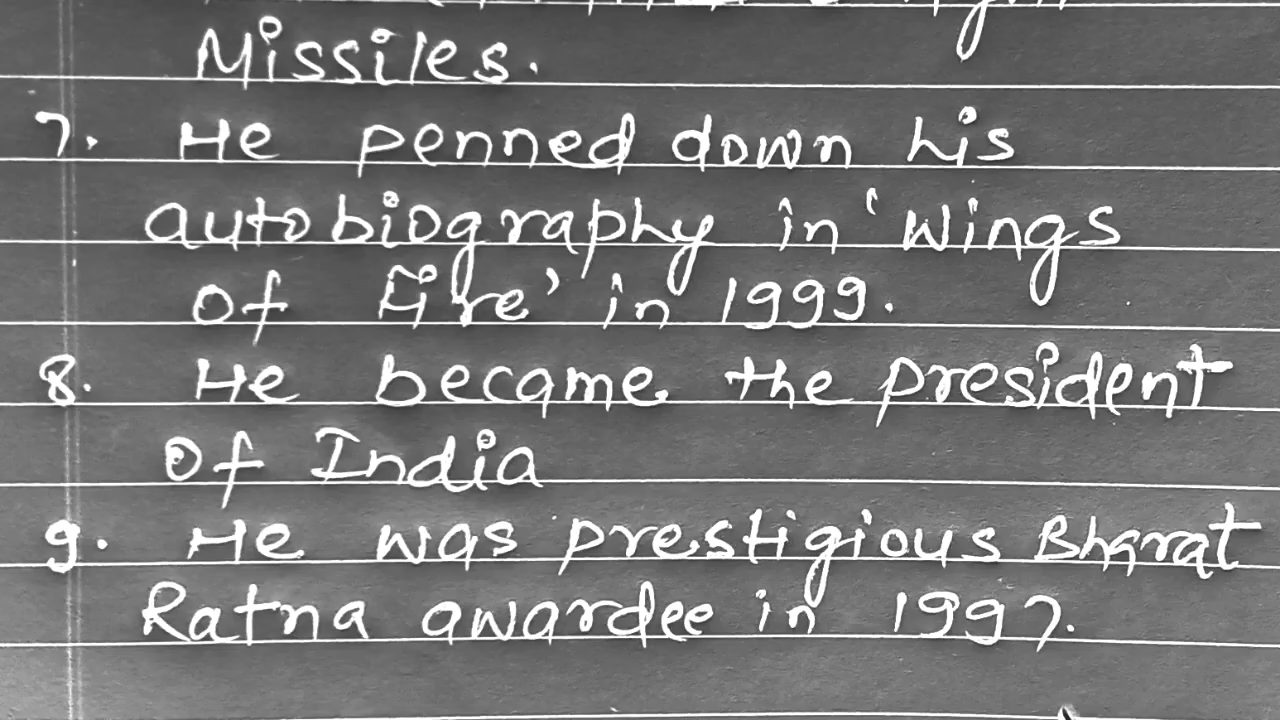 Missiles.
7. He penned down his
autobiography in 'Wings
Of Fire' in 1999.
8. He became the president
Of India
9. He was prestigious Bharat
Ratna awardee in 1997.